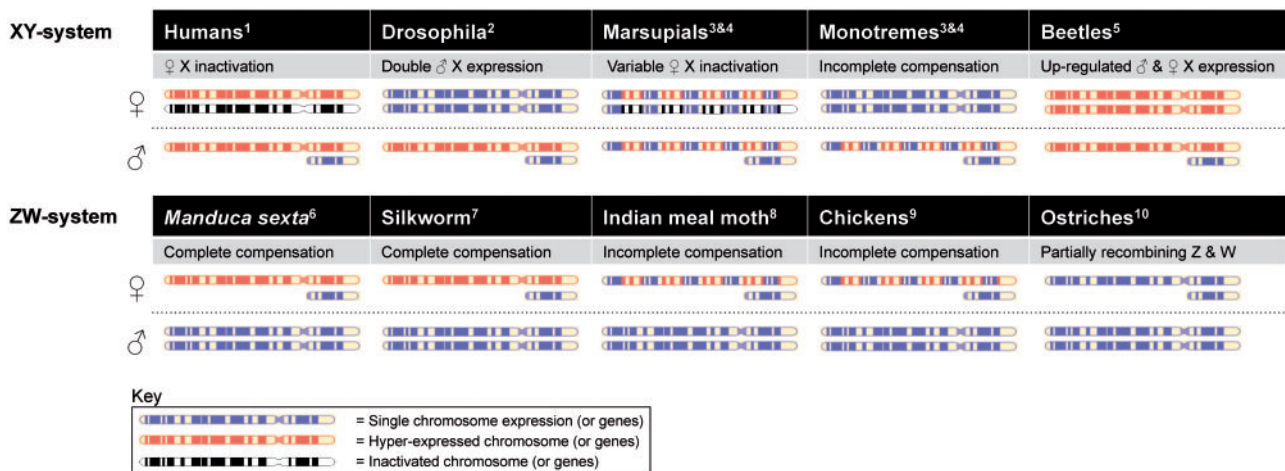 XY-system Humans¹ Drosophila² Marsupials³&⁴ Monotremes³&⁴ Beetles⁵
♀ X inactivation Double ♂ X expression Variable ♀ X inactivation Incomplete compensation Up-regulated ♂ & ♀ X expression
♀
♂
ZW-system Manduca sexta⁶ Silkworm⁷ Indian meal moth⁸ Chickens⁹ Ostriches¹⁰
Complete compensation Complete compensation Incomplete compensation Incomplete compensation Partially recombining Z & W
♀
♂
Key
= Single chromosome expression (or genes)
= Hyper-expressed chromosome (or genes)
= Inactivated chromosome (or genes)